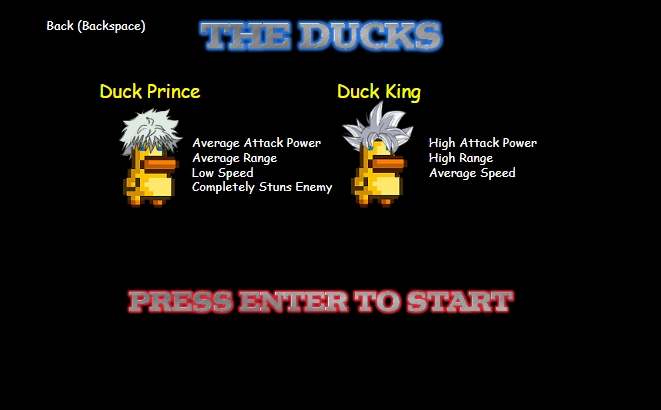 Back (Backspace)
THE DUCKS
Duck Prince
Average Attack Power
Average Range
Low Speed
Completely Stuns Enemy
Duck King
High Attack Power
High Range
Average Speed
PRESS ENTER TO START